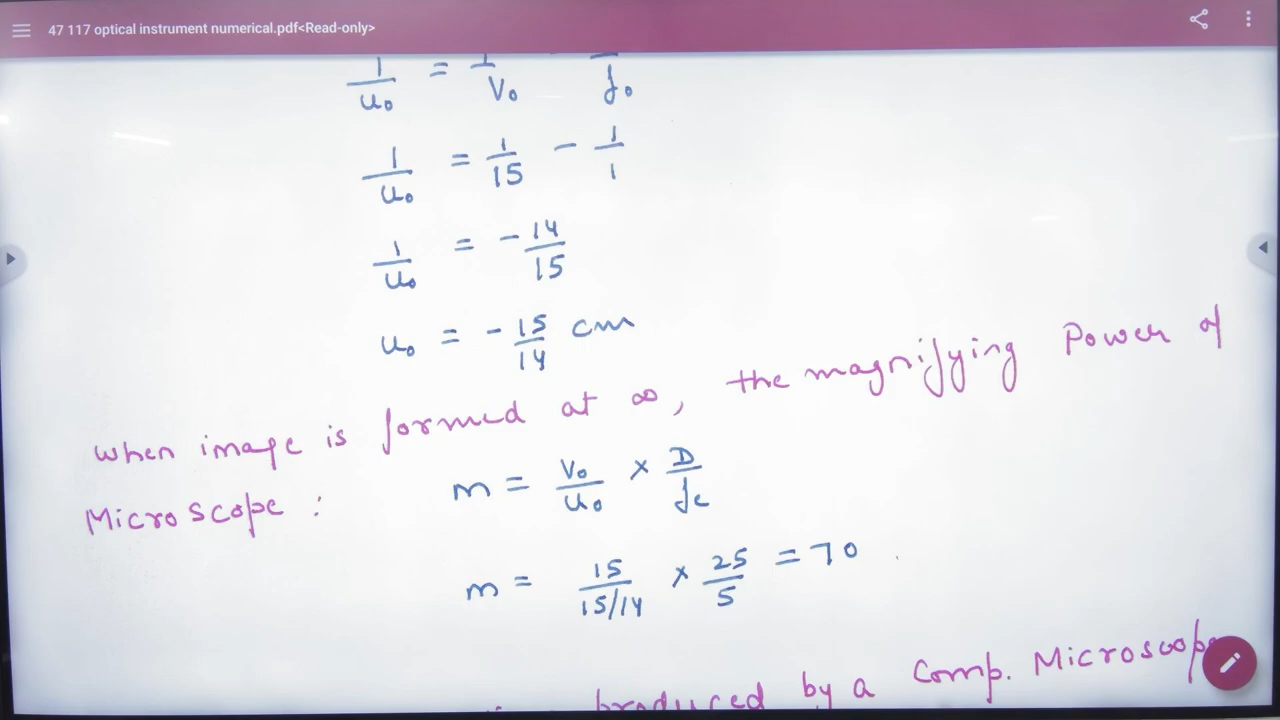 47 117 optical instrument numerical.pdf<Read-only>
1/u₀ = 1/V₀ - 1/f₀
1/u₀ = 1/15 - 1/1
1/u₀ = -14/15
u₀ = -15/14 cm
when image is formed at ∞, the magnifying Power of
Microscope :
m = V₀/u₀ × D/fe
m = 15/15/14 × 25/5 = 70
produced by a Comp. Microscope